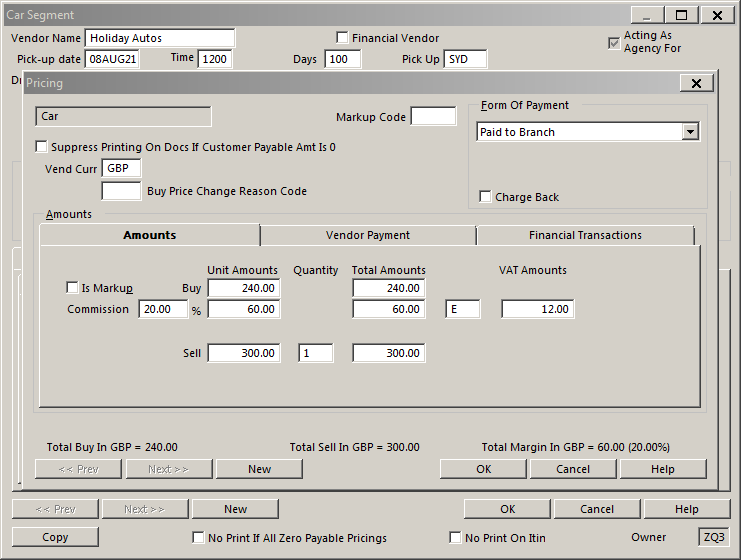 Car Segment
Vendor Name Holiday Autos Financial Vendor Acting As Agency For
Pick-up date 08AUG21 Time 1200 Days 100 Pick Up SYD
Pricing
Car Markup Code Form Of Payment
Paid to Branch
Suppress Printing On Docs If Customer Payable Amt Is 0
Vend Curr GBP
Buy Price Change Reason Code Charge Back
Amounts
Amounts Vendor Payment Financial Transactions
Unit Amounts Quantity Total Amounts VAT Amounts
Is Markup Buy 240.00 240.00
Commission 20.00 % 60.00 60.00 E 12.00
Sell 300.00 1 300.00
Total Buy In GBP = 240.00 Total Sell In GBP = 300.00 Total Margin In GBP = 60.00 (20.00%)
<< Prev Next >> New OK Cancel Help
<< Prev Next >> New OK Cancel Help
Copy No Print If All Zero Payable Pricings No Print On Itin Owner ZQ3